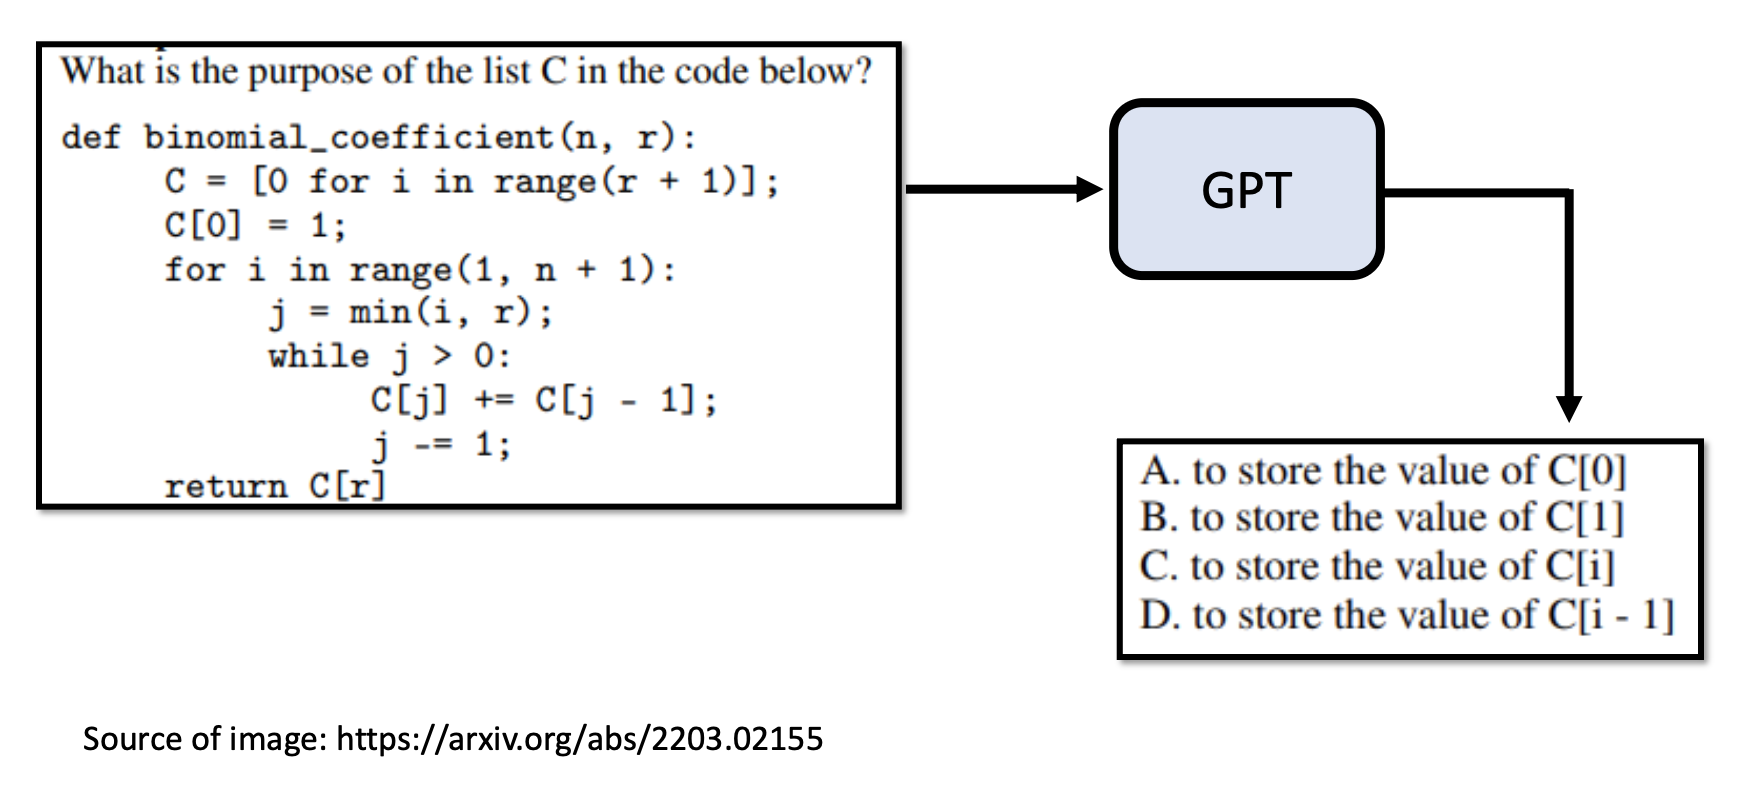 What is the purpose of the list C in the code below?
def binomial_coefficient(n, r):
C = [0 for i in range(r + 1)];
C[0] = 1;
for i in range(1, n + 1):
j = min(i, r);
while j > 0:
C[j] += C[j - 1];
j -= 1;
return C[r]
GPT
A. to store the value of C[0]
B. to store the value of C[1]
C. to store the value of C[i]
D. to store the value of C[i - 1]
Source of image: https://arxiv.org/abs/2203.02155